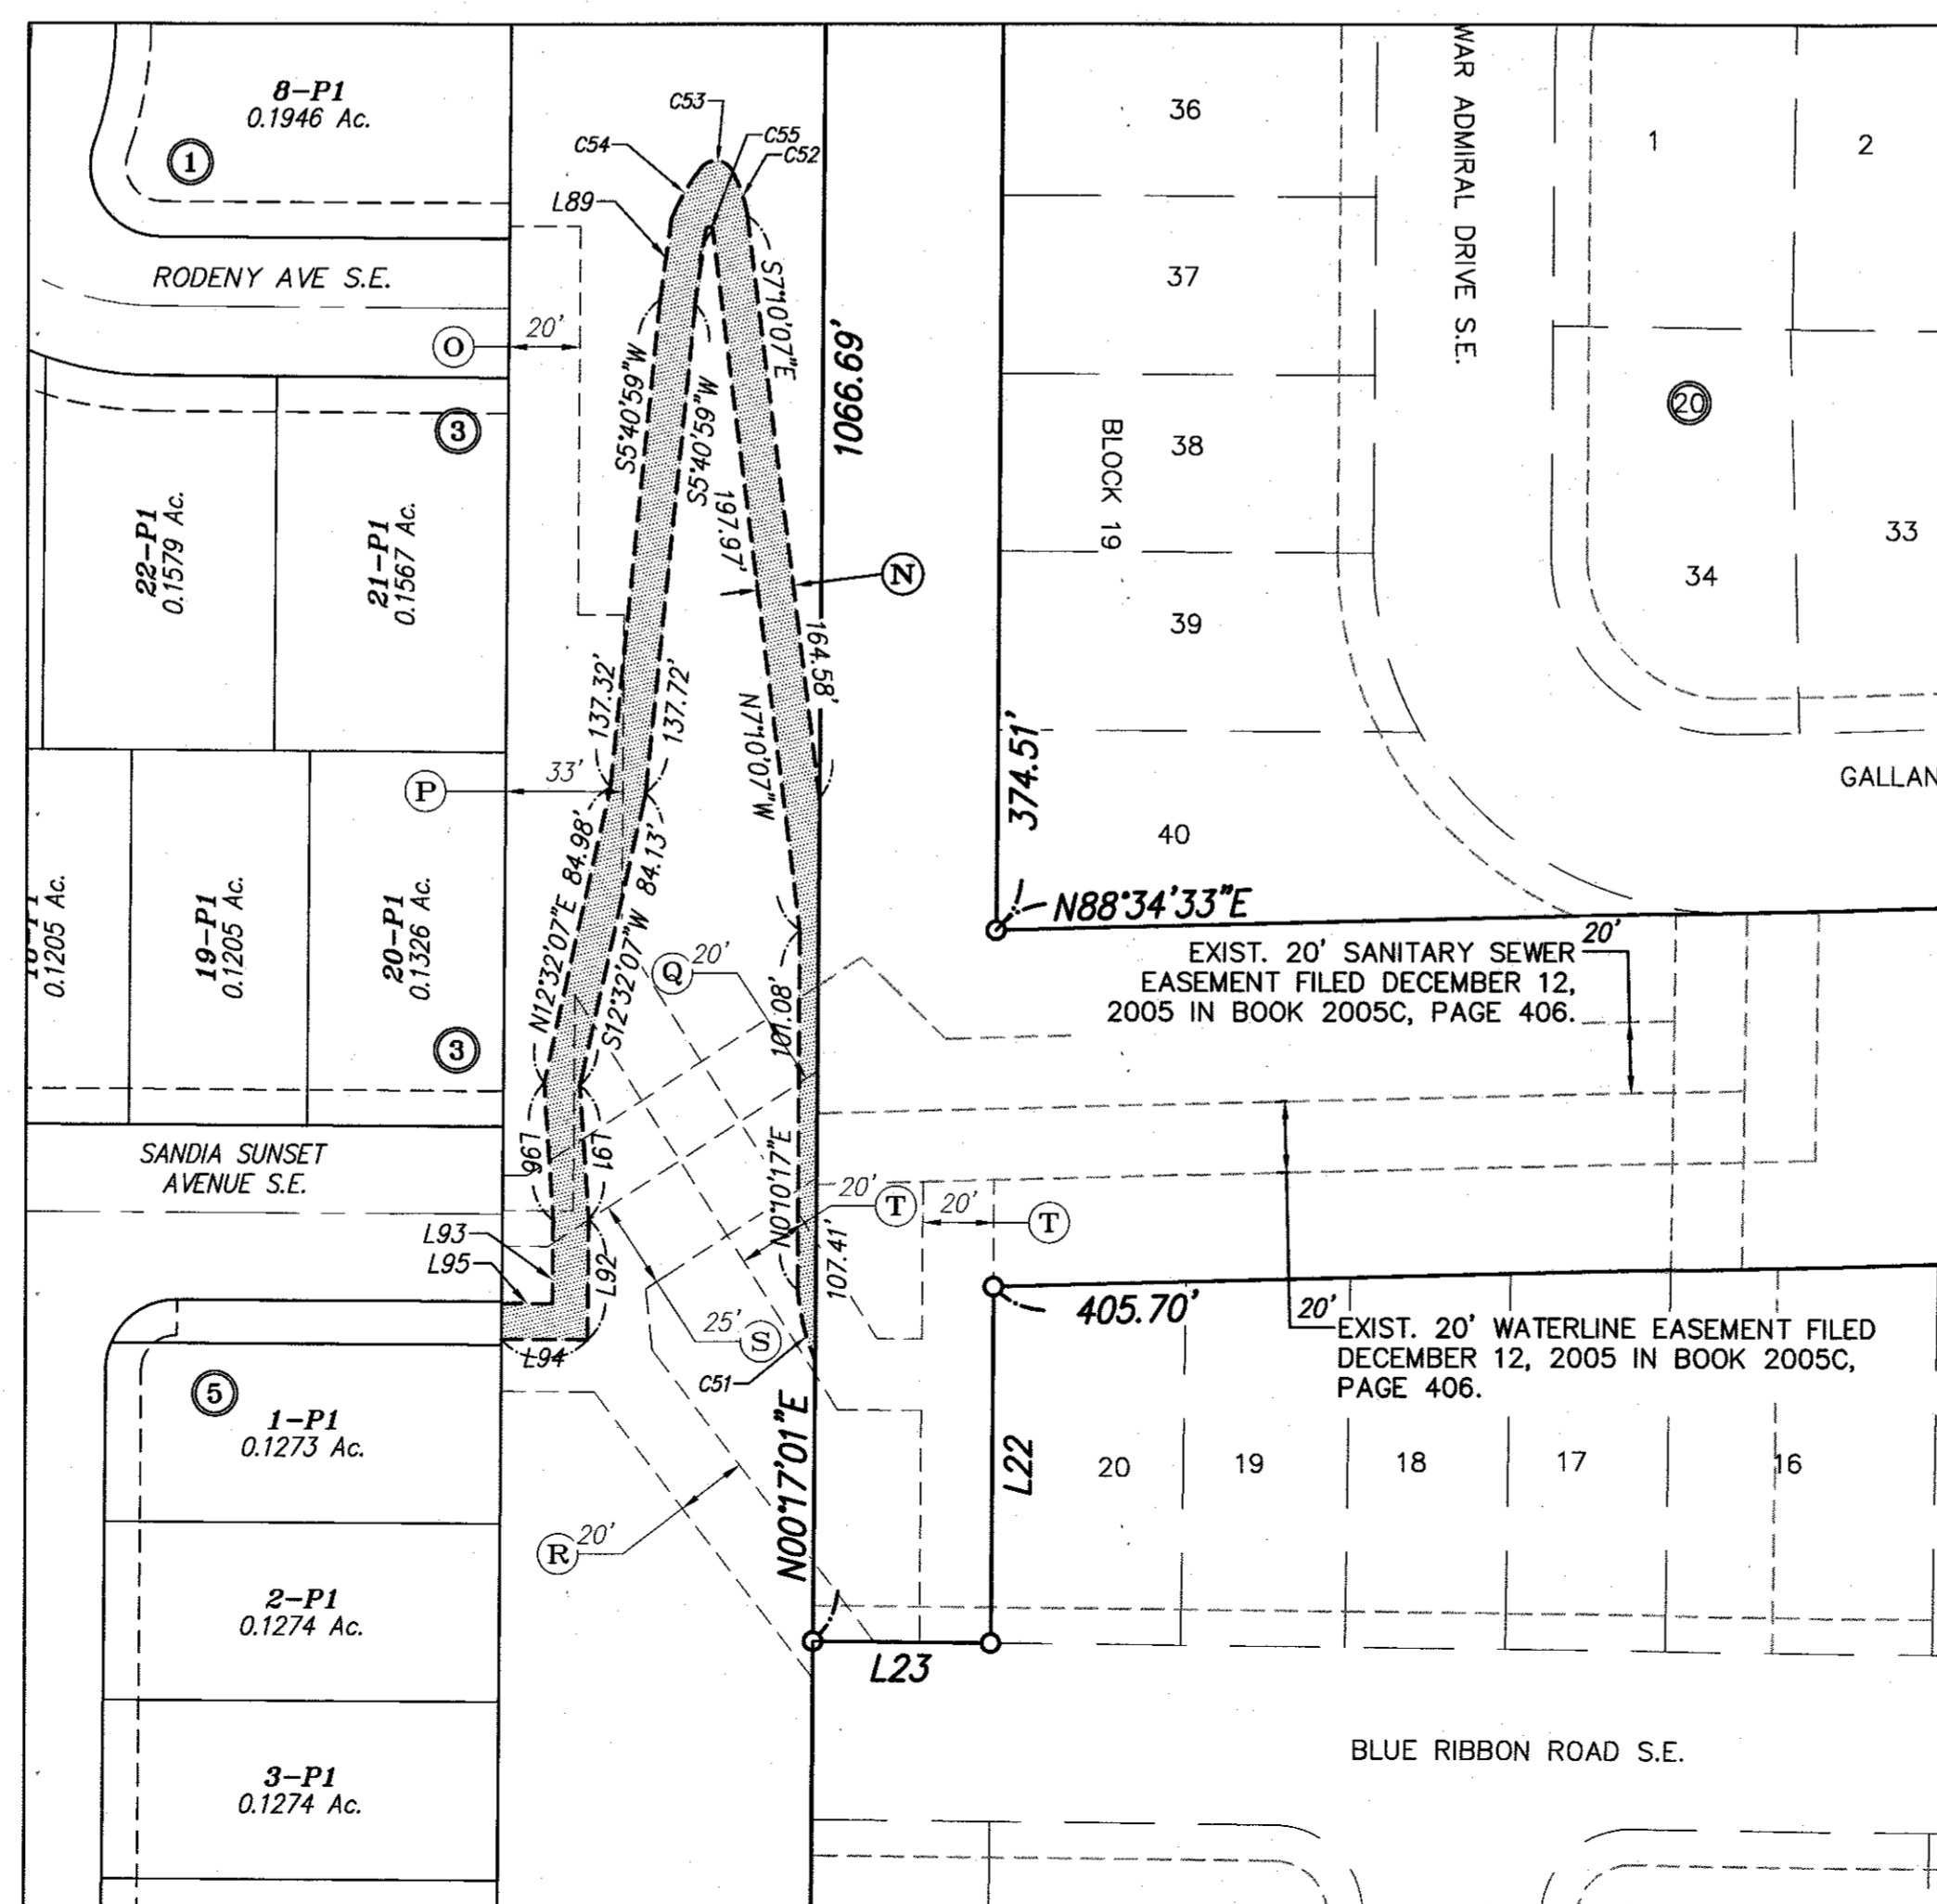 8-P1
0.1946 Ac.
1
RODENY AVE S.E.
O
20'
3
22-P1
0.1579 Ac.
21-P1
0.1567 Ac.
P
33'
0.1205 Ac.
19-P1
0.1205 Ac.
20-P1
0.1326 Ac.
3
SANDIA SUNSET
AVENUE S.E.
L93
L95
L94
5
1-P1
0.1273 Ac.
2-P1
0.1274 Ac.
3-P1
0.1274 Ac.
C53
C54
C55
C52
L89
S7°10'07"E
S5°40'59"W
S5°40'59"W
197.97'
N
164.58'
137.32'
137.72'
N7°10'07"W
N12°32'07"E 84.98'
S12°32'07"W 84.13'
Q
20'
101.08'
L96
L91
N0°10'17"E
20'
T
20'
T
L92
107.41'
25'
S
C51
N00°17'01"E
R
20'
L23
L22
1066.69'
374.51'
N88°34'33"E
405.70'
36
37
38
39
40
BLOCK 19
WAR ADMIRAL DRIVE S.E.
1
2
20
33
34
GALLAN
EXIST. 20' SANITARY SEWER
EASEMENT FILED DECEMBER 12,
2005 IN BOOK 2005C, PAGE 406.
20'
20'
EXIST. 20' WATERLINE EASEMENT FILED
DECEMBER 12, 2005 IN BOOK 2005C,
PAGE 406.
20
19
18
17
16
BLUE RIBBON ROAD S.E.